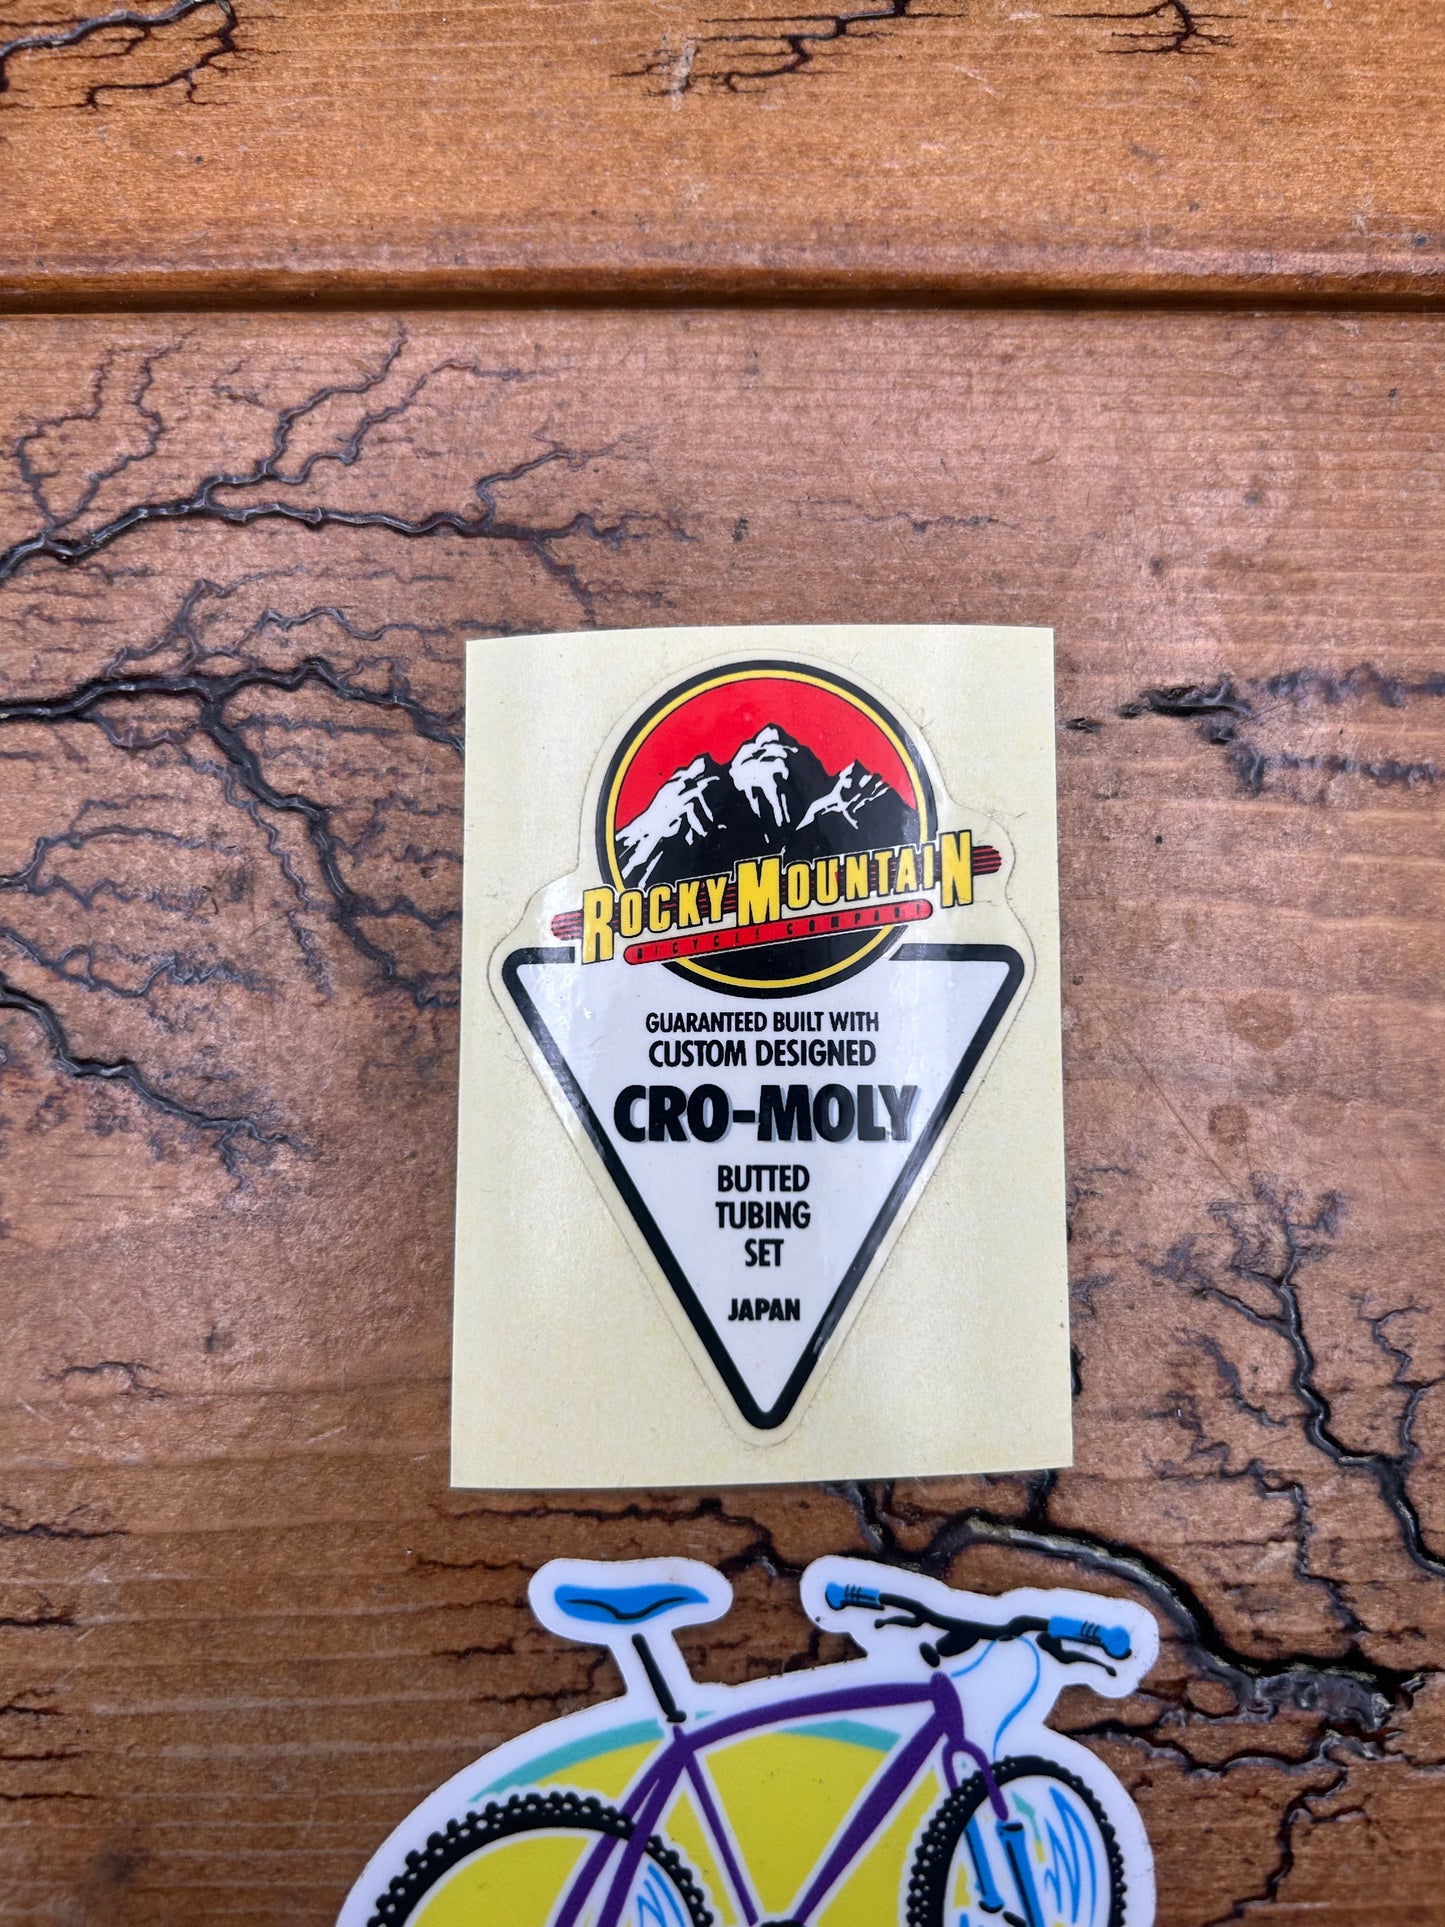 ROCKY MOUNTAIN
BICYCLE COMPANY
GUARANTEED BUILT WITH
CUSTOM DESIGNED
CRO-MOLY
BUTTED
TUBING
SET
JAPAN